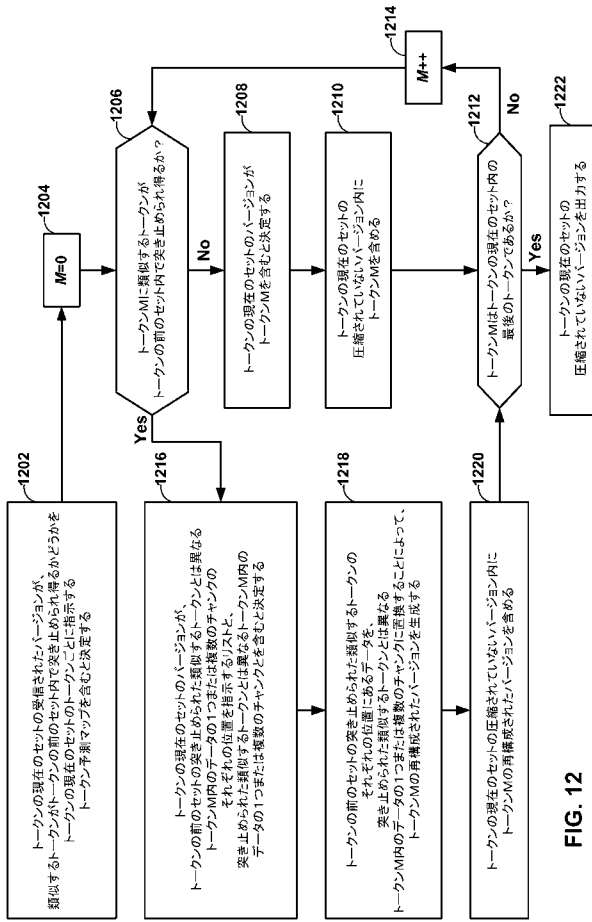 1202
トークンの現在のセットの受信されたバージョンが、
類似するトークンがトークンの前のセット内で突き止められ得るかどうかを
トークンの現在のセットのトークンごとに指示する
トークン予測マップを含むと決定する
1204
M=0
1206
トークンMに類似するトークンが
トークンの前のセット内で突き止められ得るか?
No
Yes
1208
トークンの現在のセットのバージョンが
トークンMを含むと決定する
1210
トークンの現在のセットの
圧縮されていないバージョン内に
トークンMを含める
1212
トークンMはトークンの現在のセット内の
最後のトークンであるか?
No
Yes
1214
M++
1216
トークンの現在のセットのバージョンが、
トークンの前のセットの突き止められた類似するトークンとは異なる
トークンM内のデータの1つまたは複数のチャンクの
それぞれの位置を指示するリストと、
突き止められた類似するトークンとは異なるトークンM内の
データの1つまたは複数のチャンクとを含むと決定する
1218
トークンの前のセットの突き止められた類似するトークンの
それぞれの位置にあるデータを、
突き止められた類似するトークンとは異なる
トークンM内のデータの1つまたは複数のチャンクに置換することによって、
トークンMの再構成されたバージョンを生成する
1220
トークンの現在のセットの圧縮されていないバージョン内に
トークンMの再構成されたバージョンを含める
1222
トークンの現在のセットの
圧縮されていないバージョンを出力する
FIG. 12